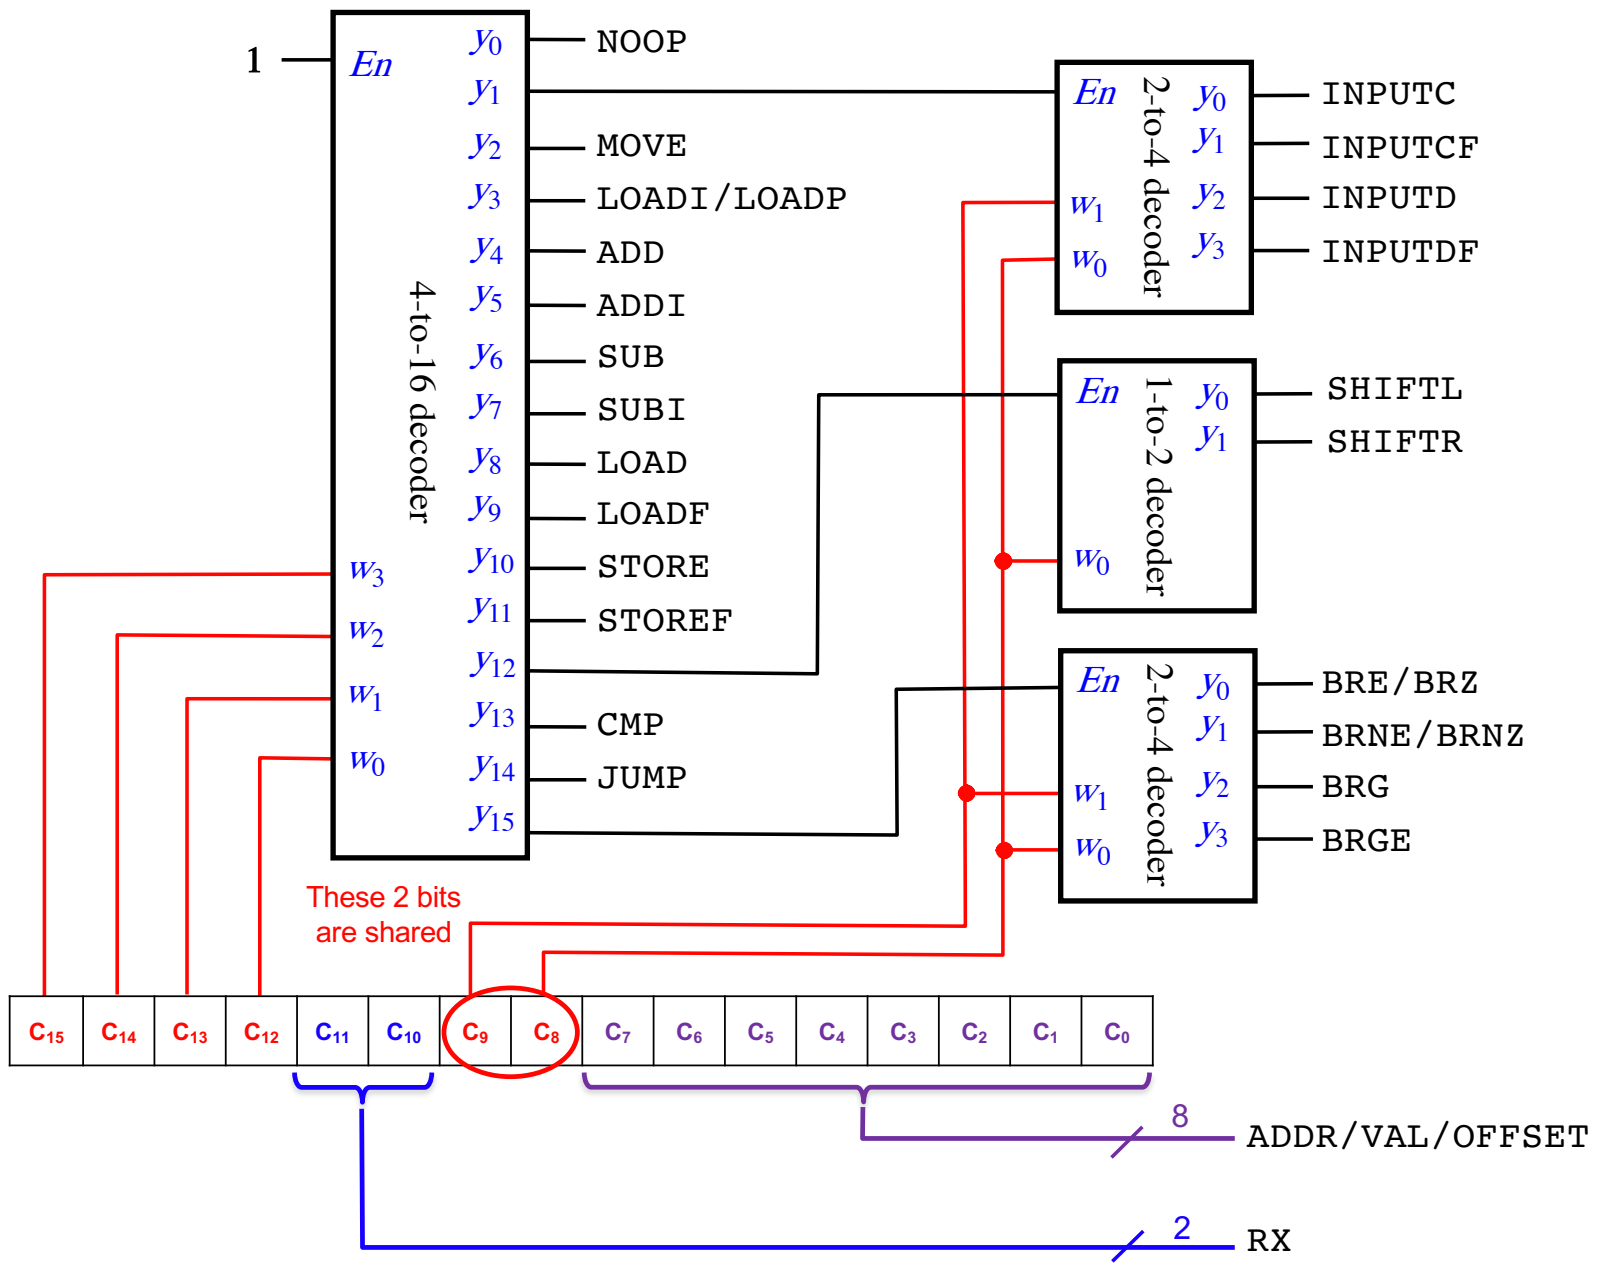 1
En
w3
w2
w1
w0
4-to-16 decoder
y0 NOOP
y1
y2 MOVE
y3 LOADI/LOADP
y4 ADD
y5 ADDI
y6 SUB
y7 SUBI
y8 LOAD
y9 LOADF
y10 STORE
y11 STOREF
y12
y13 CMP
y14 JUMP
y15
En
w1
w0
2-to-4 decoder
y0 INPUTC
y1 INPUTCF
y2 INPUTD
y3 INPUTDF
En
w0
1-to-2 decoder
y0 SHIFTL
y1 SHIFTR
En
w1
w0
2-to-4 decoder
y0 BRE/BRZ
y1 BRNE/BRNZ
y2 BRG
y3 BRGE
These 2 bits
are shared
C15 C14 C13 C12 C11 C10 C9 C8 C7 C6 C5 C4 C3 C2 C1 C0
8 ADDR/VAL/OFFSET
2 RX